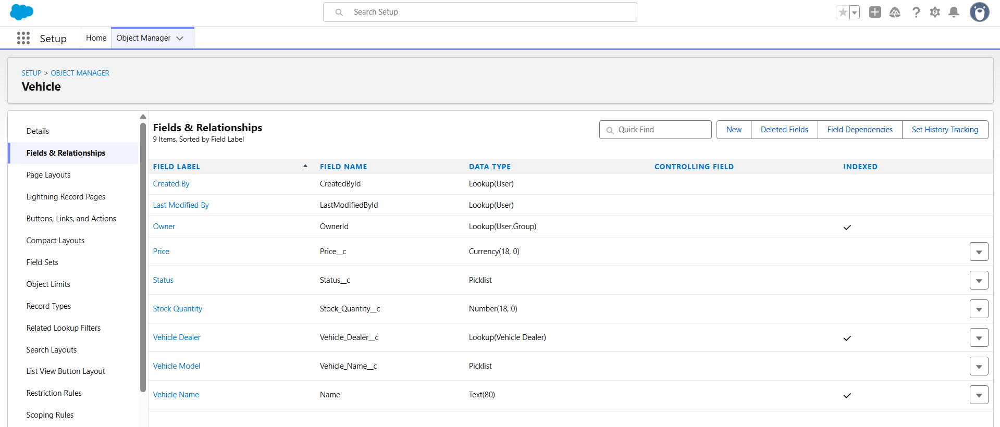 Search Setup
Setup
Home
Object Manager
SETUP > OBJECT MANAGER
Vehicle
Details
Fields & Relationships
Page Layouts
Lightning Record Pages
Buttons, Links, and Actions
Compact Layouts
Field Sets
Object Limits
Record Types
Related Lookup Filters
Search Layouts
List View Button Layout
Restriction Rules
Scoping Rules
Fields & Relationships
9 Items, Sorted by Field Label
Quick Find
New
Deleted Fields
Field Dependencies
Set History Tracking
FIELD LABEL FIELD NAME DATA TYPE CONTROLLING FIELD INDEXED
Created By CreatedById Lookup(User)
Last Modified By LastModifiedById Lookup(User)
Owner OwnerId Lookup(User,Group)
Price Price__c Currency(18, 0)
Status Status__c Picklist
Stock Quantity Stock_Quantity__c Number(18, 0)
Vehicle Dealer Vehicle_Dealer__c Lookup(Vehicle Dealer)
Vehicle Model Vehicle_Name__c Picklist
Vehicle Name Name Text(80)